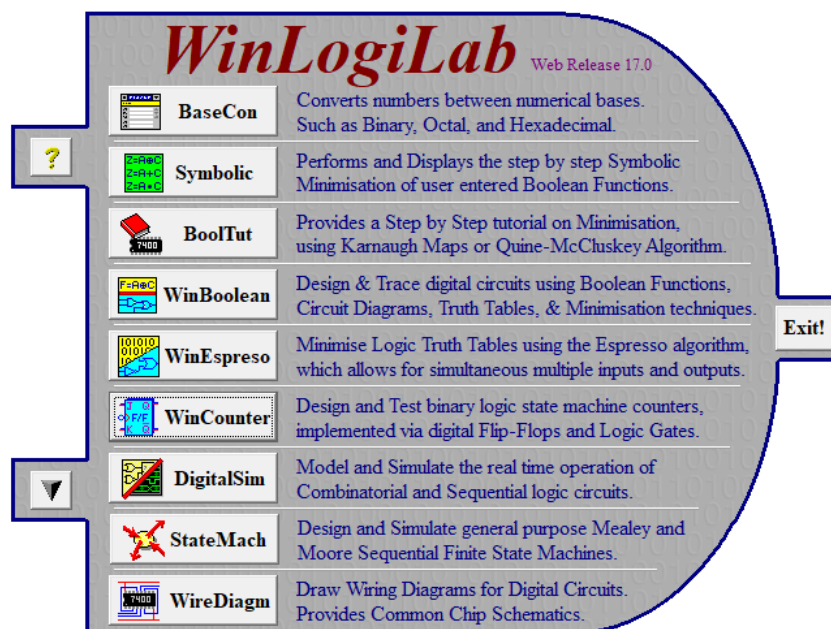 WinLogiLab Web Release 17.0
BaseCon
Converts numbers between numerical bases.
Such as Binary, Octal, and Hexadecimal.
?
Z=A⊕C
Z=A+C
Z=A•C
Symbolic
Performs and Displays the step by step Symbolic
Minimisation of user entered Boolean Functions.
7400
BoolTut
Provides a Step by Step tutorial on Minimisation,
using Karnaugh Maps or Quine-McCluskey Algorithm.
F=A⊕C
WinBoolean
Design & Trace digital circuits using Boolean Functions,
Circuit Diagrams, Truth Tables, & Minimisation techniques.
Exit!
WinEspreso
Minimise Logic Truth Tables using the Espresso algorithm,
which allows for simultaneous multiple inputs and outputs.
J Q
F/F
K Q
WinCounter
Design and Test binary logic state machine counters,
implemented via digital Flip-Flops and Logic Gates.
DigitalSim
Model and Simulate the real time operation of
Combinatorial and Sequential logic circuits.
StateMach
Design and Simulate general purpose Mealey and
Moore Sequential Finite State Machines.
7400
WireDiagm
Draw Wiring Diagrams for Digital Circuits.
Provides Common Chip Schematics.